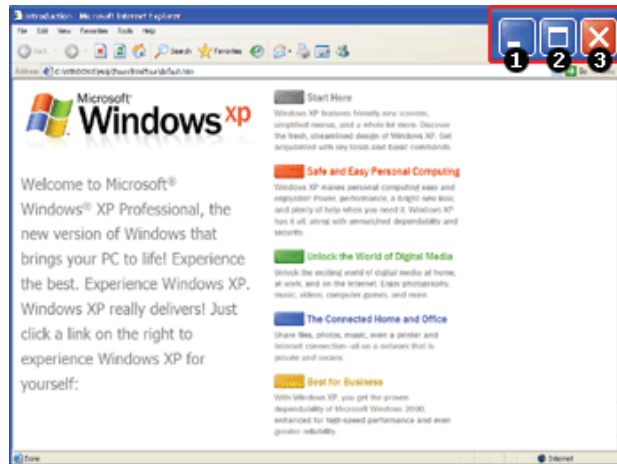 Introduction - Microsoft Internet Explorer
File Edit View Favorites Tools Help
Back Search Favorites
1 2 3
Address Go
Microsoft®
Windows xp
Welcome to Microsoft®
Windows® XP Professional, the
new version of Windows that
brings your PC to life! Experience
the best. Experience Windows XP.
Windows XP really delivers! Just
click a link on the right to
experience Windows XP for
yourself:
Start Here
Windows XP features friendly new screens,
simplified menus, and a whole lot more. Discover
the fresh, streamlined design of Windows XP. Get
acquainted with key tools and basic commands.
Safe and Easy Personal Computing
Windows XP makes personal computing easy and
enjoyable! Power, performance, a bright new look,
and plenty of help when you need it. Windows XP
has it all, along with unmatched dependability and
security.
Unlock the World of Digital Media
Unlock the exciting world of digital media at home,
at work, and on the Internet. Enjoy photography,
music, videos, computer games, and more.
The Connected Home and Office
Share files, photos, music, even a printer and
Internet connection–all on a network that is
private and secure.
Best for Business
With Windows XP, you get the proven
dependability of Microsoft Windows 2000,
enhanced for high-speed performance and even
greater reliability.
Done Internet